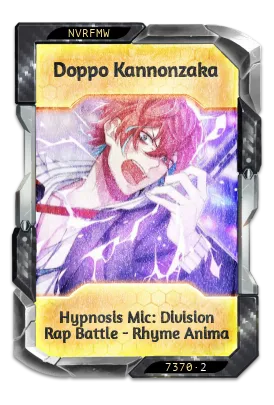 NVRFMW
Doppo Kannonzaka
Hypnosis Mic: Division
Rap Battle - Rhyme Anima
7370·2